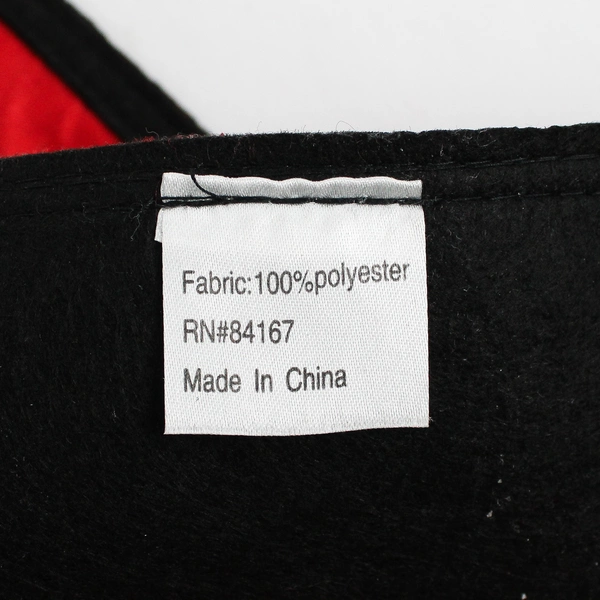 Fabric:100%polyester
RN#84167
Made In China